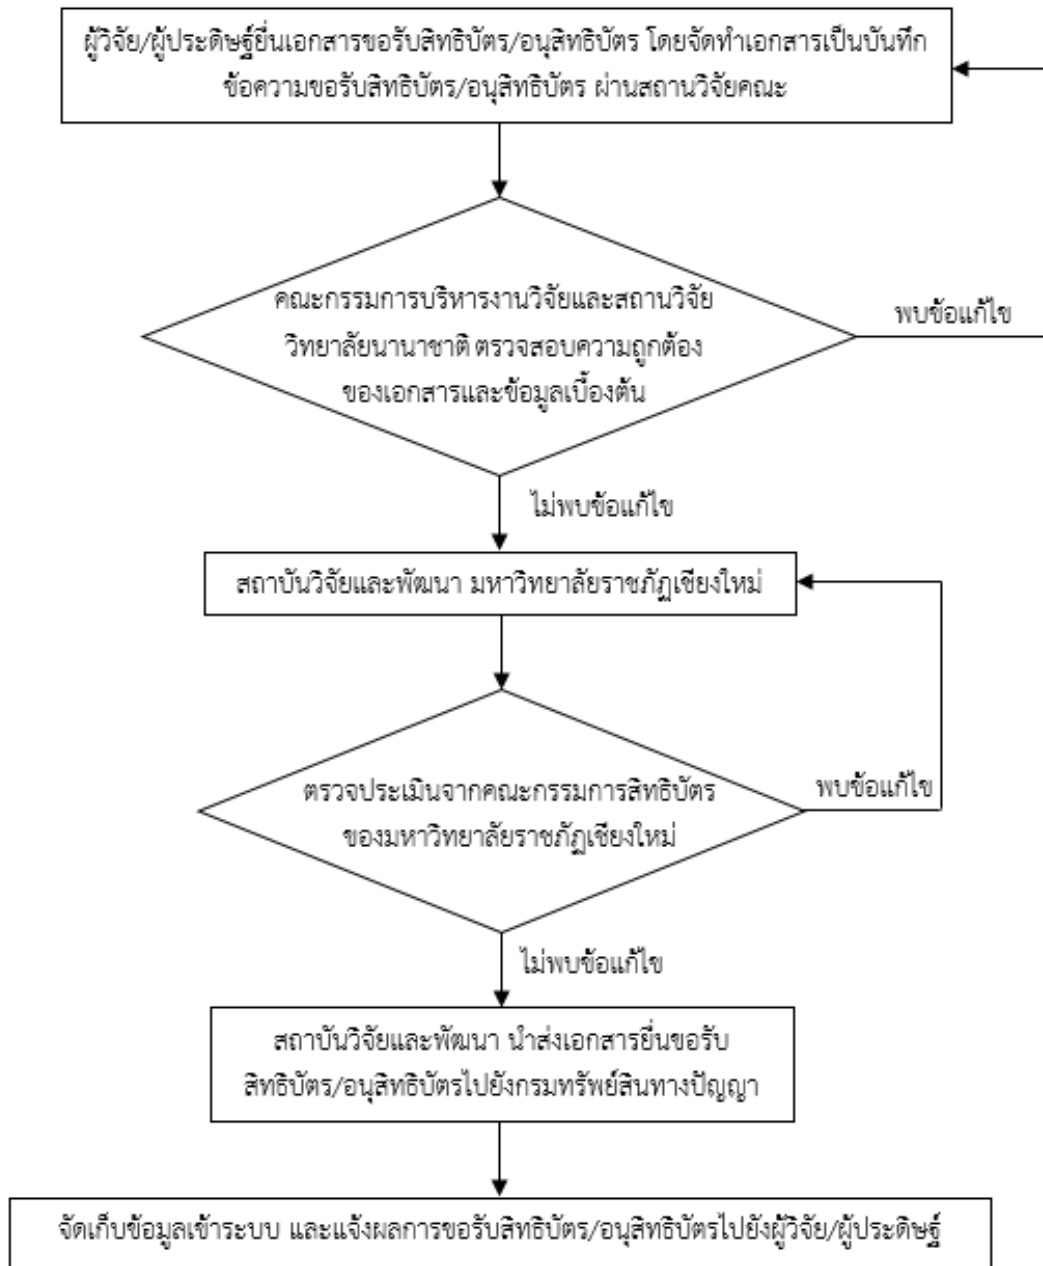 ผู้วิจัย/ผู้ประดิษฐ์ยื่นเอกสารขอรับสิทธิบัตร/อนุสิทธิบัตร โดยจัดทำเอกสารเป็นบันทึก
ข้อความขอรับสิทธิบัตร/อนุสิทธิบัตร ผ่านสถานวิจัยคณะ
คณะกรรมการบริหารงานวิจัยและสถานวิจัย
วิทยาลัยนานาชาติ ตรวจสอบความถูกต้อง
ของเอกสารและข้อมูลเบื้องต้น
พบข้อแก้ไข
ไม่พบข้อแก้ไข
สถาบันวิจัยและพัฒนา มหาวิทยาลัยราชภัฏเชียงใหม่
ตรวจประเมินจากคณะกรรมการสิทธิบัตร
ของมหาวิทยาลัยราชภัฏเชียงใหม่
พบข้อแก้ไข
ไม่พบข้อแก้ไข
สถาบันวิจัยและพัฒนา นำส่งเอกสารยื่นขอรับ
สิทธิบัตร/อนุสิทธิบัตรไปยังกรมทรัพย์สินทางปัญญา
จัดเก็บข้อมูลเข้าระบบ และแจ้งผลการขอรับสิทธิบัตร/อนุสิทธิบัตรไปยังผู้วิจัย/ผู้ประดิษฐ์